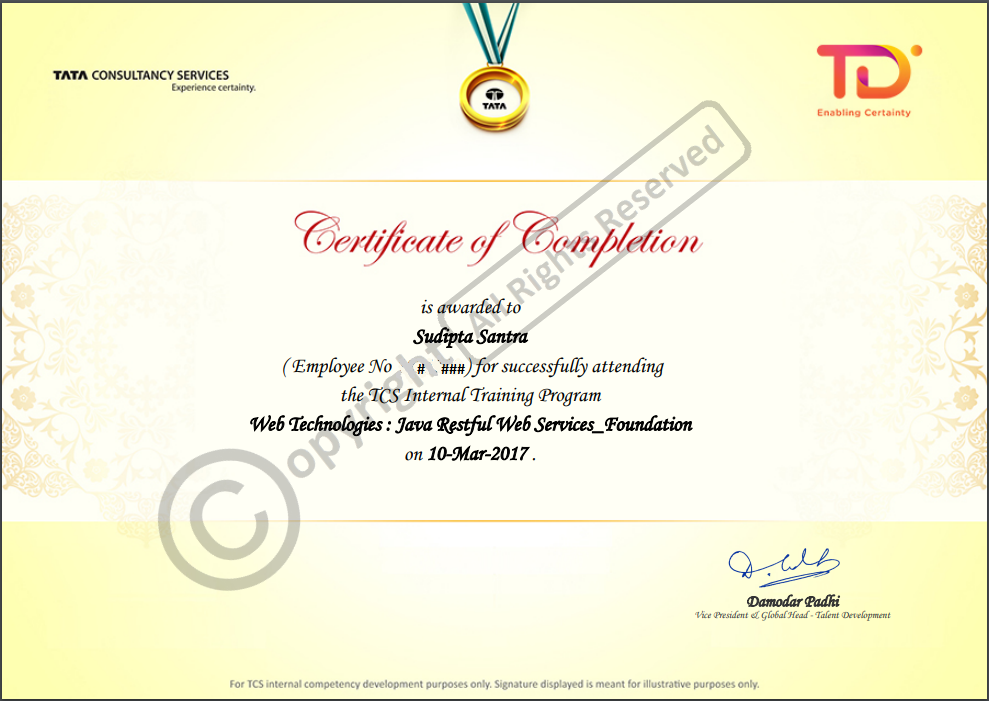 TATA CONSULTANCY SERVICES
Experience certainty.
TATA
TD
Enabling Certainty
Certificate of Completion
is awarded to
Sudipta Santra
( Employee No # ###) for successfully attending
the TCS Internal Training Program
Web Technologies : Java Restful Web Services_Foundation
on 10-Mar-2017 .
©opyright All Rights Reserved
Damodar Padhi
Vice President & Global Head - Talent Development
For TCS internal competency development purposes only. Signature displayed is meant for illustrative purposes only.